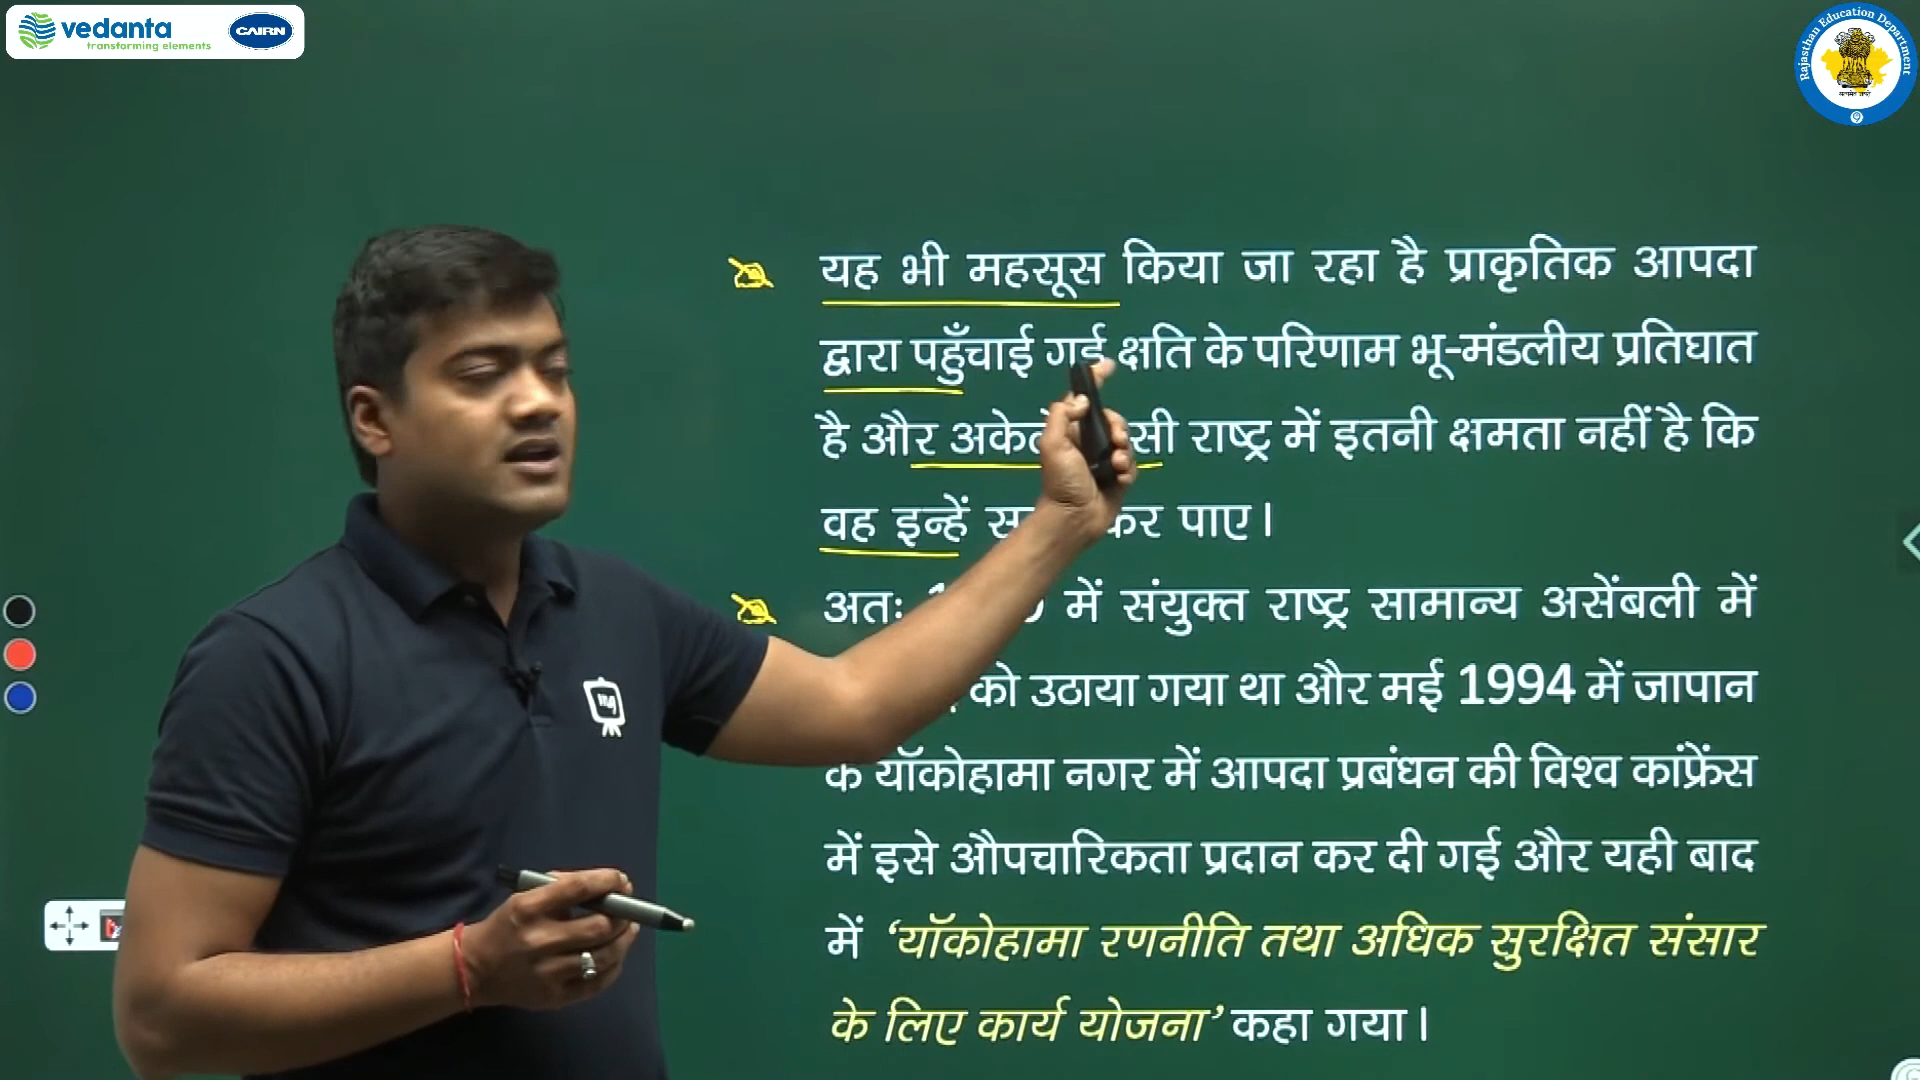 vedanta
transforming elements
CAIRN
Rajasthan Education Department
यह भी महसूस किया जा रहा है प्राकृतिक आपदा
द्वारा पहुँचाई गई क्षति के परिणाम भू-मंडलीय प्रतिघात
है और राष्ट्र में इतनी क्षमता नहीं है कि
वह इन्हें कर पाए।
अतः में संयुक्त राष्ट्र सामान्य असेंबली में
को उठाया गया था और मई 1994 में जापान
के यॉकोहामा नगर में आपदा प्रबंधन की विश्व कांफ्रेंस
में इसे औपचारिकता प्रदान कर दी गई और यही बाद
में ‘यॉकोहामा रणनीति तथा अधिक सुरक्षित संसार
के लिए कार्य योजना’ कहा गया।